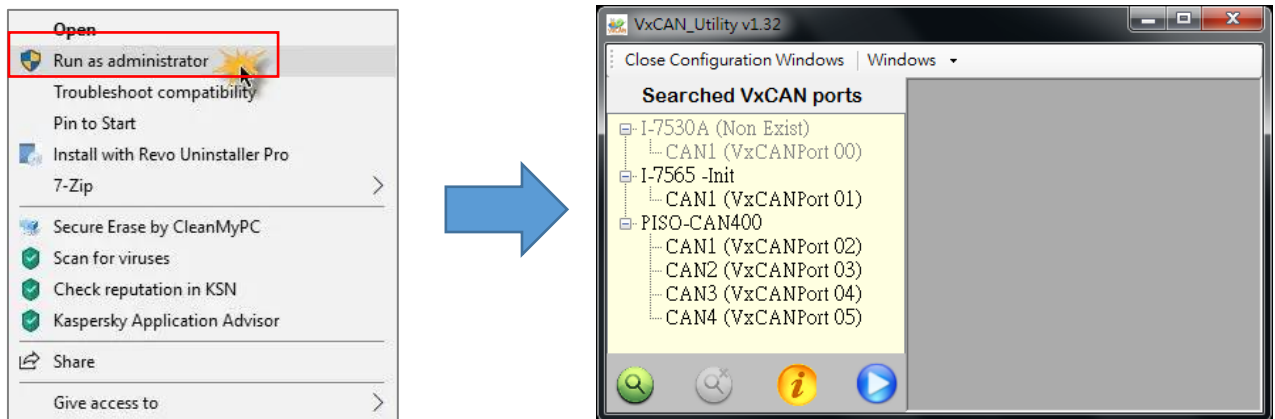 Open
Run as administrator
Troubleshoot compatibility
Pin to Start
Install with Revo Uninstaller Pro
7-Zip
Secure Erase by CleanMyPC
Scan for viruses
Check reputation in KSN
Kaspersky Application Advisor
Share
Give access to
VxCAN_Utility v1.32
Close Configuration Windows
Windows
Searched VxCAN ports
I-7530A (Non Exist)
CAN1 (VxCANPort 00)
I-7565 -Init
CAN1 (VxCANPort 01)
PISO-CAN400
CAN1 (VxCANPort 02)
CAN2 (VxCANPort 03)
CAN3 (VxCANPort 04)
CAN4 (VxCANPort 05)